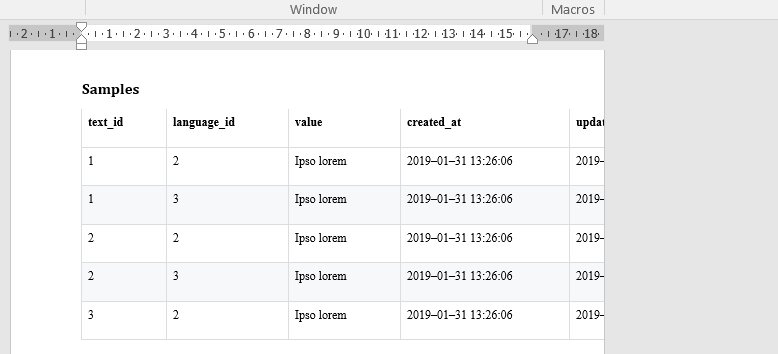 Window Macros
2 1 1 2 3 4 5 6 7 8 9 10 11 12 13 14 15 17 18
Samples
text_id language_id value created_at updat
1 2 Ipso lorem 2019–01–31 13:26:06 2019–
1 3 Ipso lorem 2019–01–31 13:26:06 2019–
2 2 Ipso lorem 2019–01–31 13:26:06 2019–
2 3 Ipso lorem 2019–01–31 13:26:06 2019–
3 2 Ipso lorem 2019–01–31 13:26:06 2019–